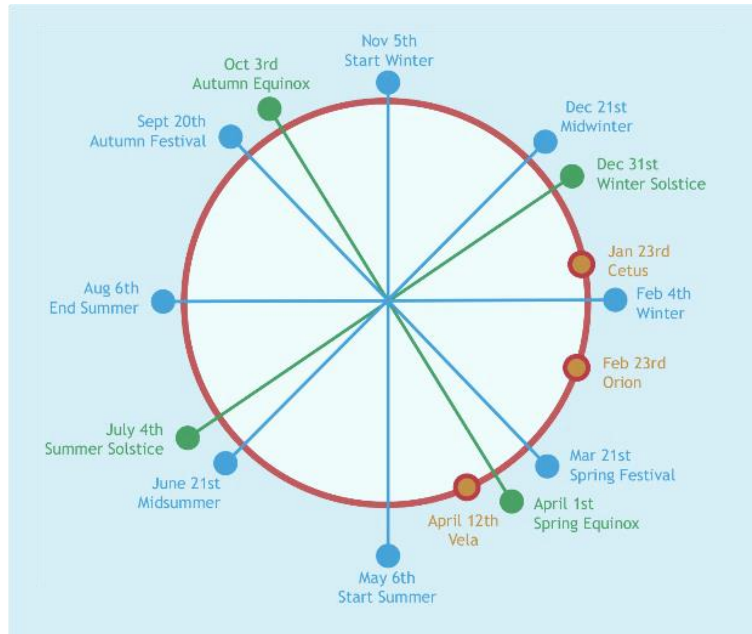 Nov 5th
Start Winter
Oct 3rd
Autumn Equinox
Dec 21st
Midwinter
Sept 20th
Autumn Festival
Dec 31st
Winter Solstice
Jan 23rd
Cetus
Aug 6th
End Summer
Feb 4th
Winter
Feb 23rd
Orion
July 4th
Summer Solstice
Mar 21st
Spring Festival
June 21st
Midsummer
April 1st
Spring Equinox
April 12th
Vela
May 6th
Start Summer